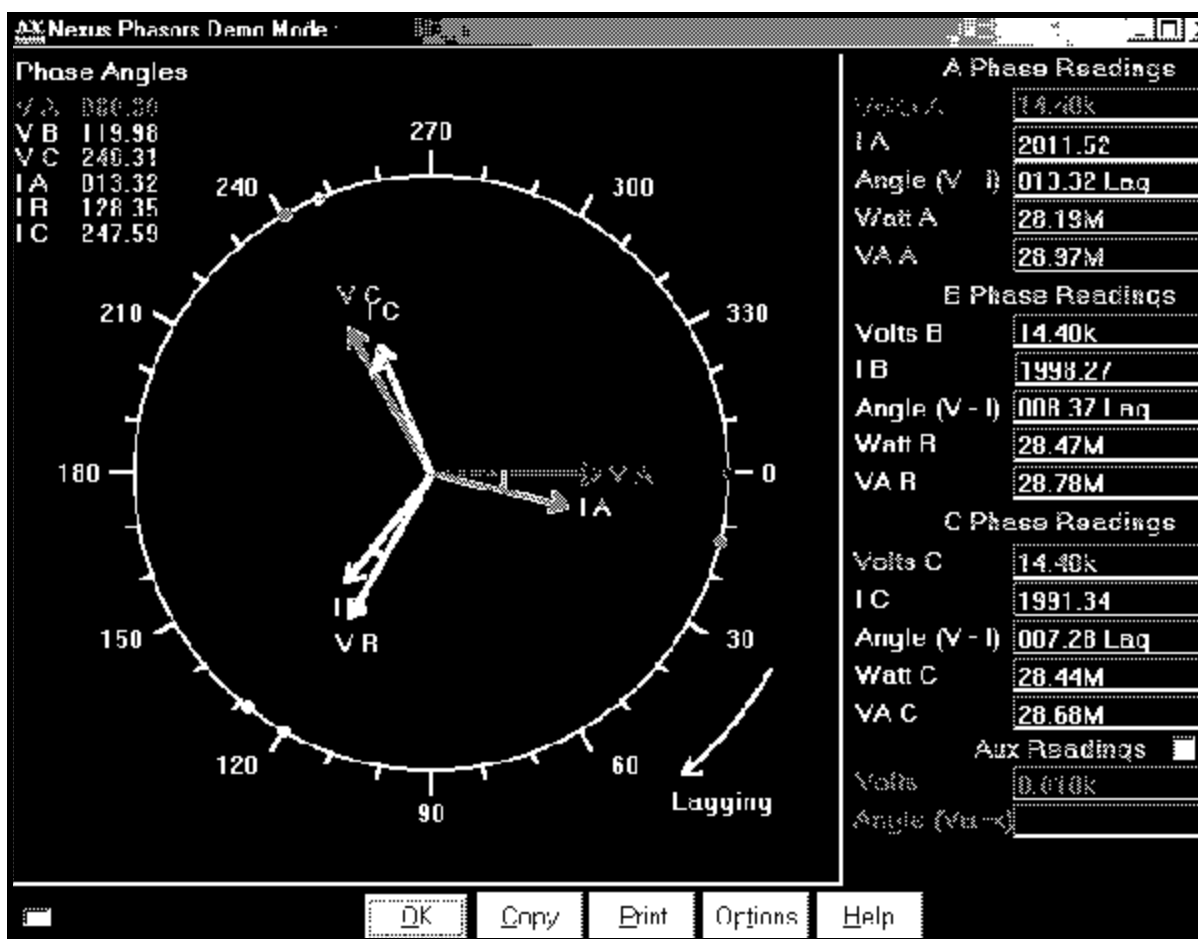 Nexus Phasors Demo Mode
Phase Angles
V A
V B 119.98
V C 240.31
I A 013.32
I B 128.35
I C 247.59
270
240
300
210
330
180
0
150
30
120
60
90
V C
I C
V A
I A
V B
Lagging
A Phase Readings
Volts A 14.40k
I A 2011.52
Angle (V - I) 013.32 Lag
Watt A 28.19M
VA A 28.97M
B Phase Readings
Volts B 14.40k
I B 1998.27
Angle (V - I) 008.37 Lag
Watt B 28.47M
VA B 28.78M
C Phase Readings
Volts C 14.40k
I C 1991.34
Angle (V - I) 007.28 Lag
Watt C 28.44M
VA C 28.68M
Aux Readings
Volts
Angle
OK
Copy
Print
Options
Help